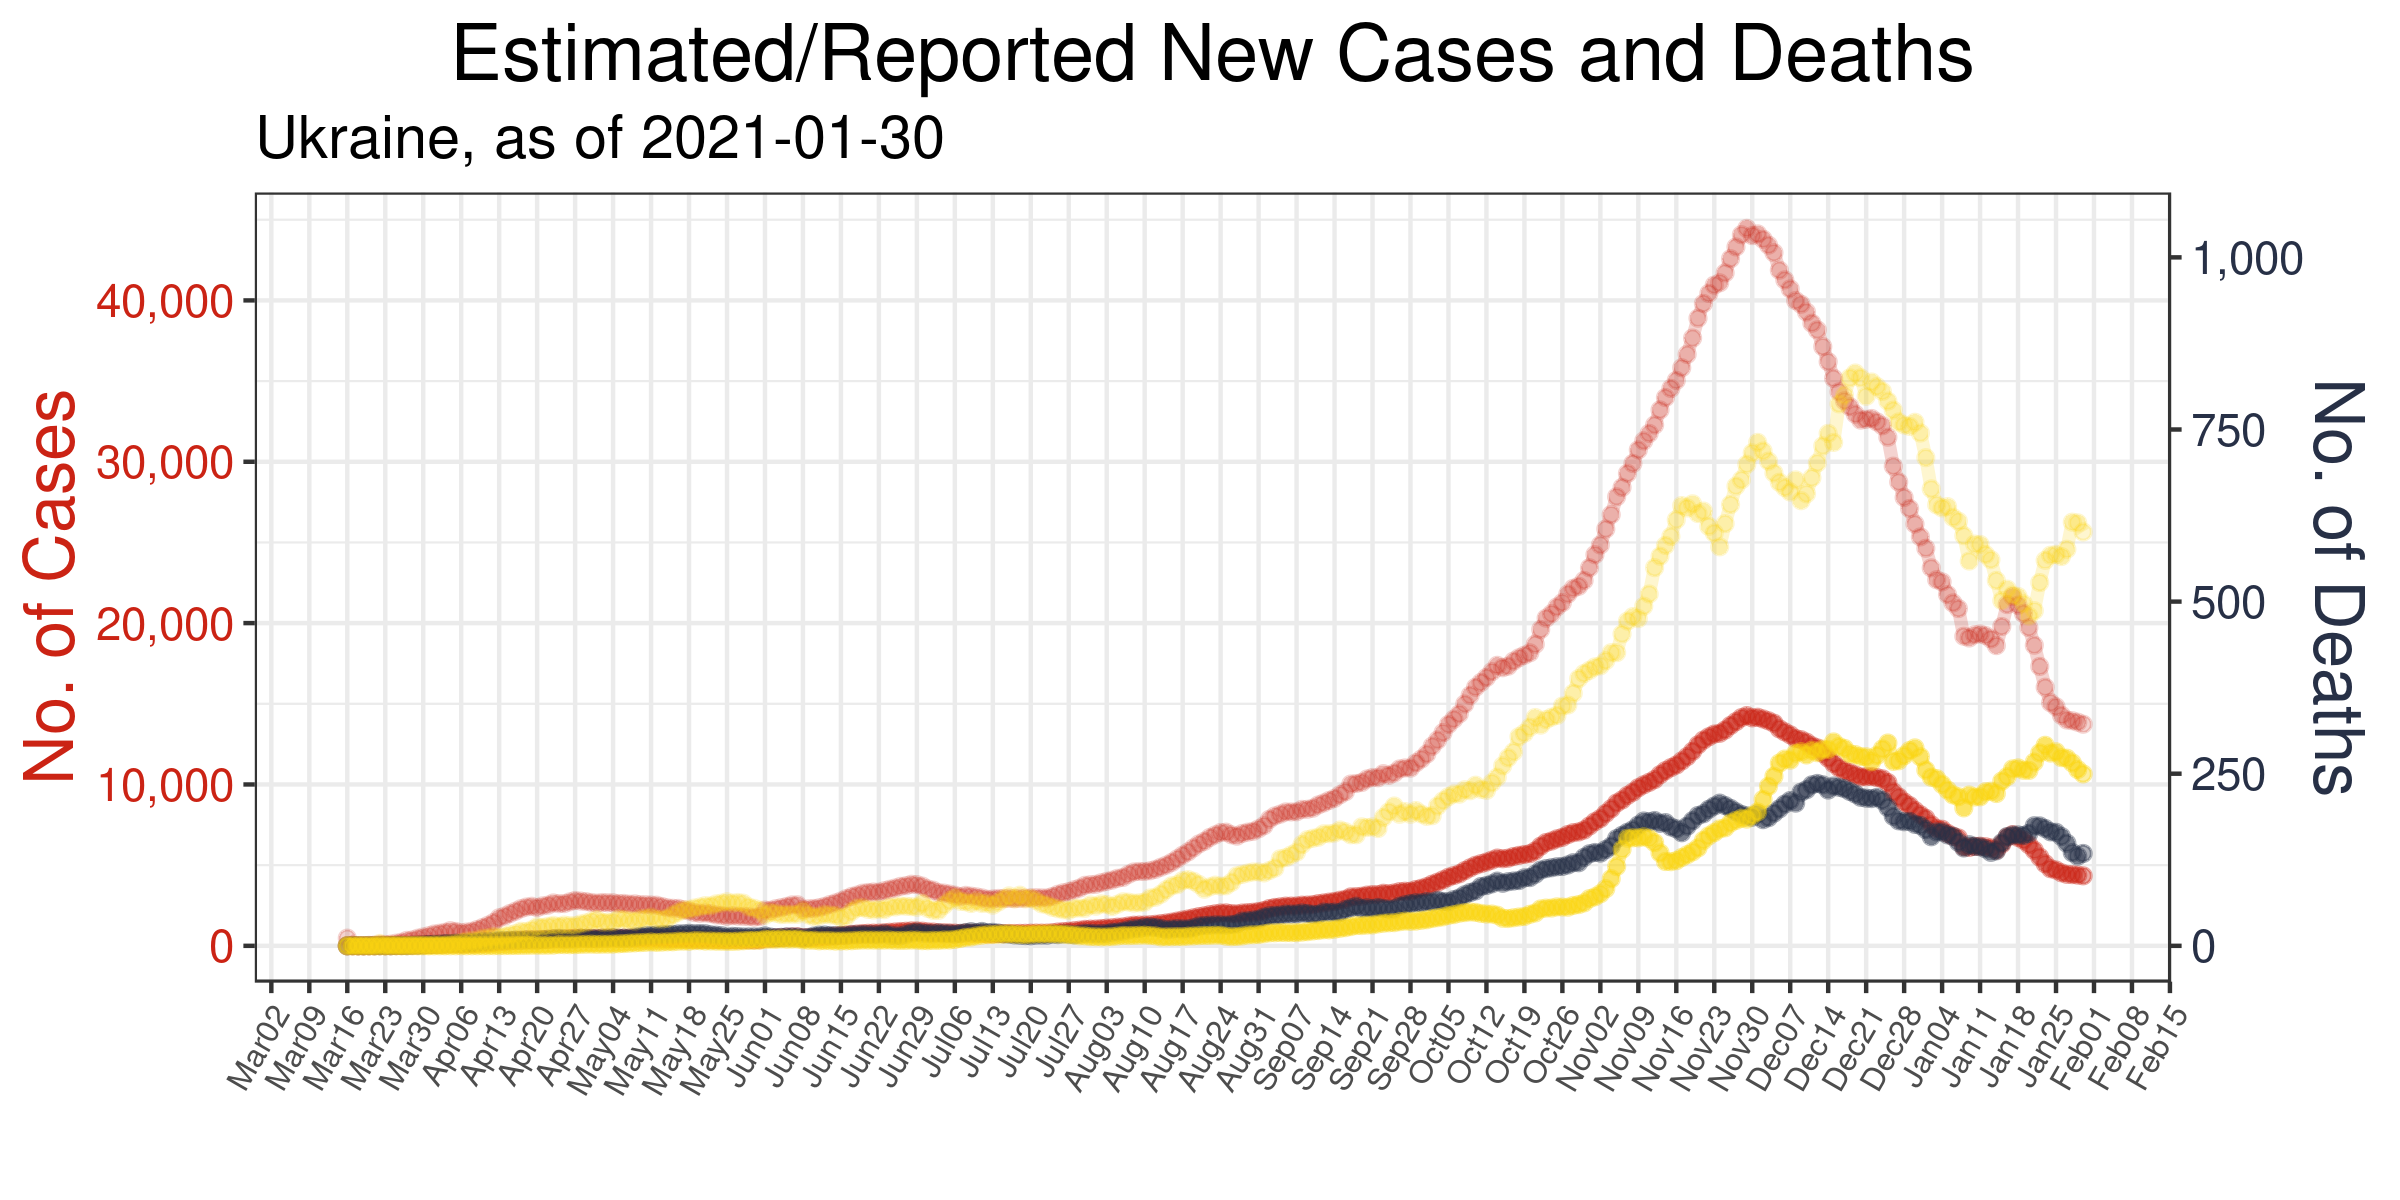 Estimated/Reported New Cases and Deaths
Ukraine, as of 2021-01-30
No. of Cases
40,000
30,000
20,000
10,000
0
1,000
750
500
250
0
No. of Deaths
Mar02
Mar09
Mar16
Mar23
Mar30
Apr06
Apr13
Apr20
Apr27
May04
May11
May18
May25
Jun01
Jun08
Jun15
Jun22
Jun29
Jul06
Jul13
Jul20
Jul27
Aug03
Aug10
Aug17
Aug24
Aug31
Sep07
Sep14
Sep21
Sep28
Oct05
Oct12
Oct19
Oct26
Nov02
Nov09
Nov16
Nov23
Nov30
Dec07
Dec14
Dec21
Dec28
Jan04
Jan11
Jan18
Jan25
Feb01
Feb08
Feb15